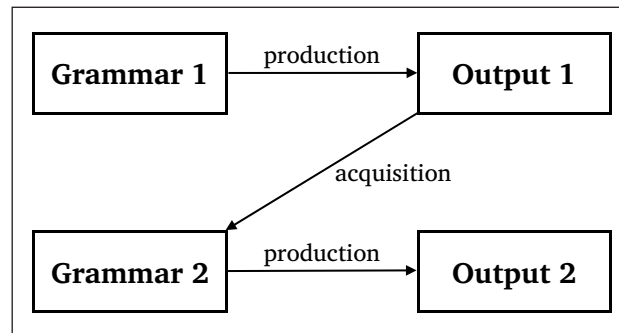 production
Grammar 1
Output 1
acquisition
production
Grammar 2
Output 2